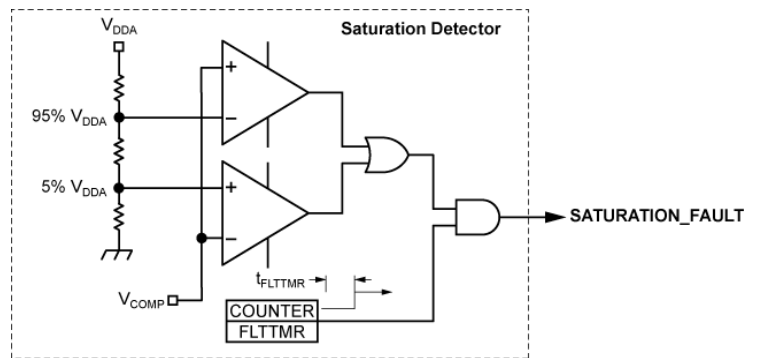 V_DDA
Saturation Detector
+
95% V_DDA
−
5% V_DDA
+
SATURATION_FAULT
−
t_FLTTMR
V_COMP
COUNTER
FLTTMR